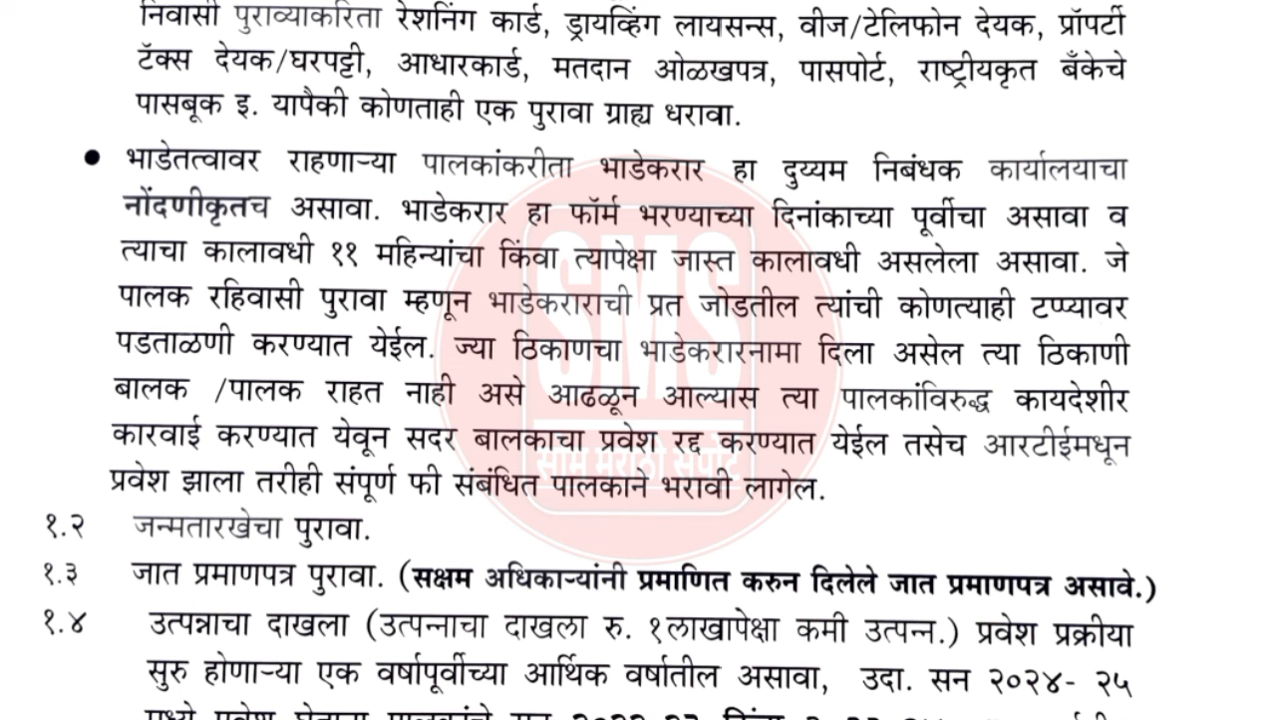 निवासी पुराव्याकरिता रेशनिंग कार्ड, ड्रायव्हिंग लायसन्स, वीज/टेलिफोन देयक, प्रॉपर्टी
टॅक्स देयक/घरपट्टी, आधारकार्ड, मतदान ओळखपत्र, पासपोर्ट, राष्ट्रीयकृत बँकेचे
पासबूक इ. यापैकी कोणताही एक पुरावा ग्राह्य धरावा.
● भाडेतत्वावर राहणाऱ्या पालकांकरीता भाडेकरार हा दुय्यम निबंधक कार्यालयाचा
नोंदणीकृतच असावा. भाडेकरार हा फॉर्म भरण्याच्या दिनांकाच्या पूर्वीचा असावा व
त्याचा कालावधी ११ महिन्यांचा किंवा त्यापेक्षा जास्त कालावधी असलेला असावा. जे
पालक रहिवासी पुरावा म्हणून भाडेकराराची प्रत जोडतील त्यांची कोणत्याही टप्प्यावर
पडताळणी करण्यात येईल. ज्या ठिकाणचा भाडेकरारनामा दिला असेल त्या ठिकाणी
बालक /पालक राहत नाही असे आढळून आल्यास त्या पालकांविरुद्ध कायदेशीर
कारवाई करण्यात येवून सदर बालकाचा प्रवेश रद्द करण्यात येईल तसेच आरटीईमधून
प्रवेश झाला तरीही संपूर्ण फी संबंधित पालकाने भरावी लागेल.
SMS
साम मराठी सपोर्ट
१.२ जन्मतारखेचा पुरावा.
१.३ जात प्रमाणपत्र पुरावा. (सक्षम अधिकाऱ्यांनी प्रमाणित करुन दिलेले जात प्रमाणपत्र असावे.)
१.४ उत्पन्नाचा दाखला (उत्पन्नाचा दाखला रु. १लाखापेक्षा कमी उत्पन्न.) प्रवेश प्रक्रीया
सुरु होणाऱ्या एक वर्षापूर्वीच्या आर्थिक वर्षातील असावा, उदा. सन २०२४- २५